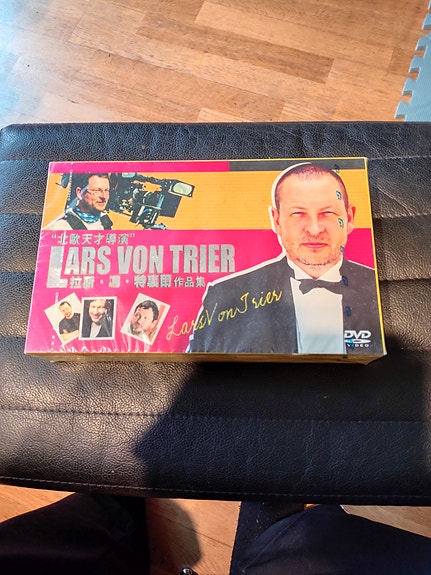 "北歐天才導演"
LARS VON TRIER
拉斯·馮·特裏爾 作品集
Lars Von Trier
DVD
VIDEO